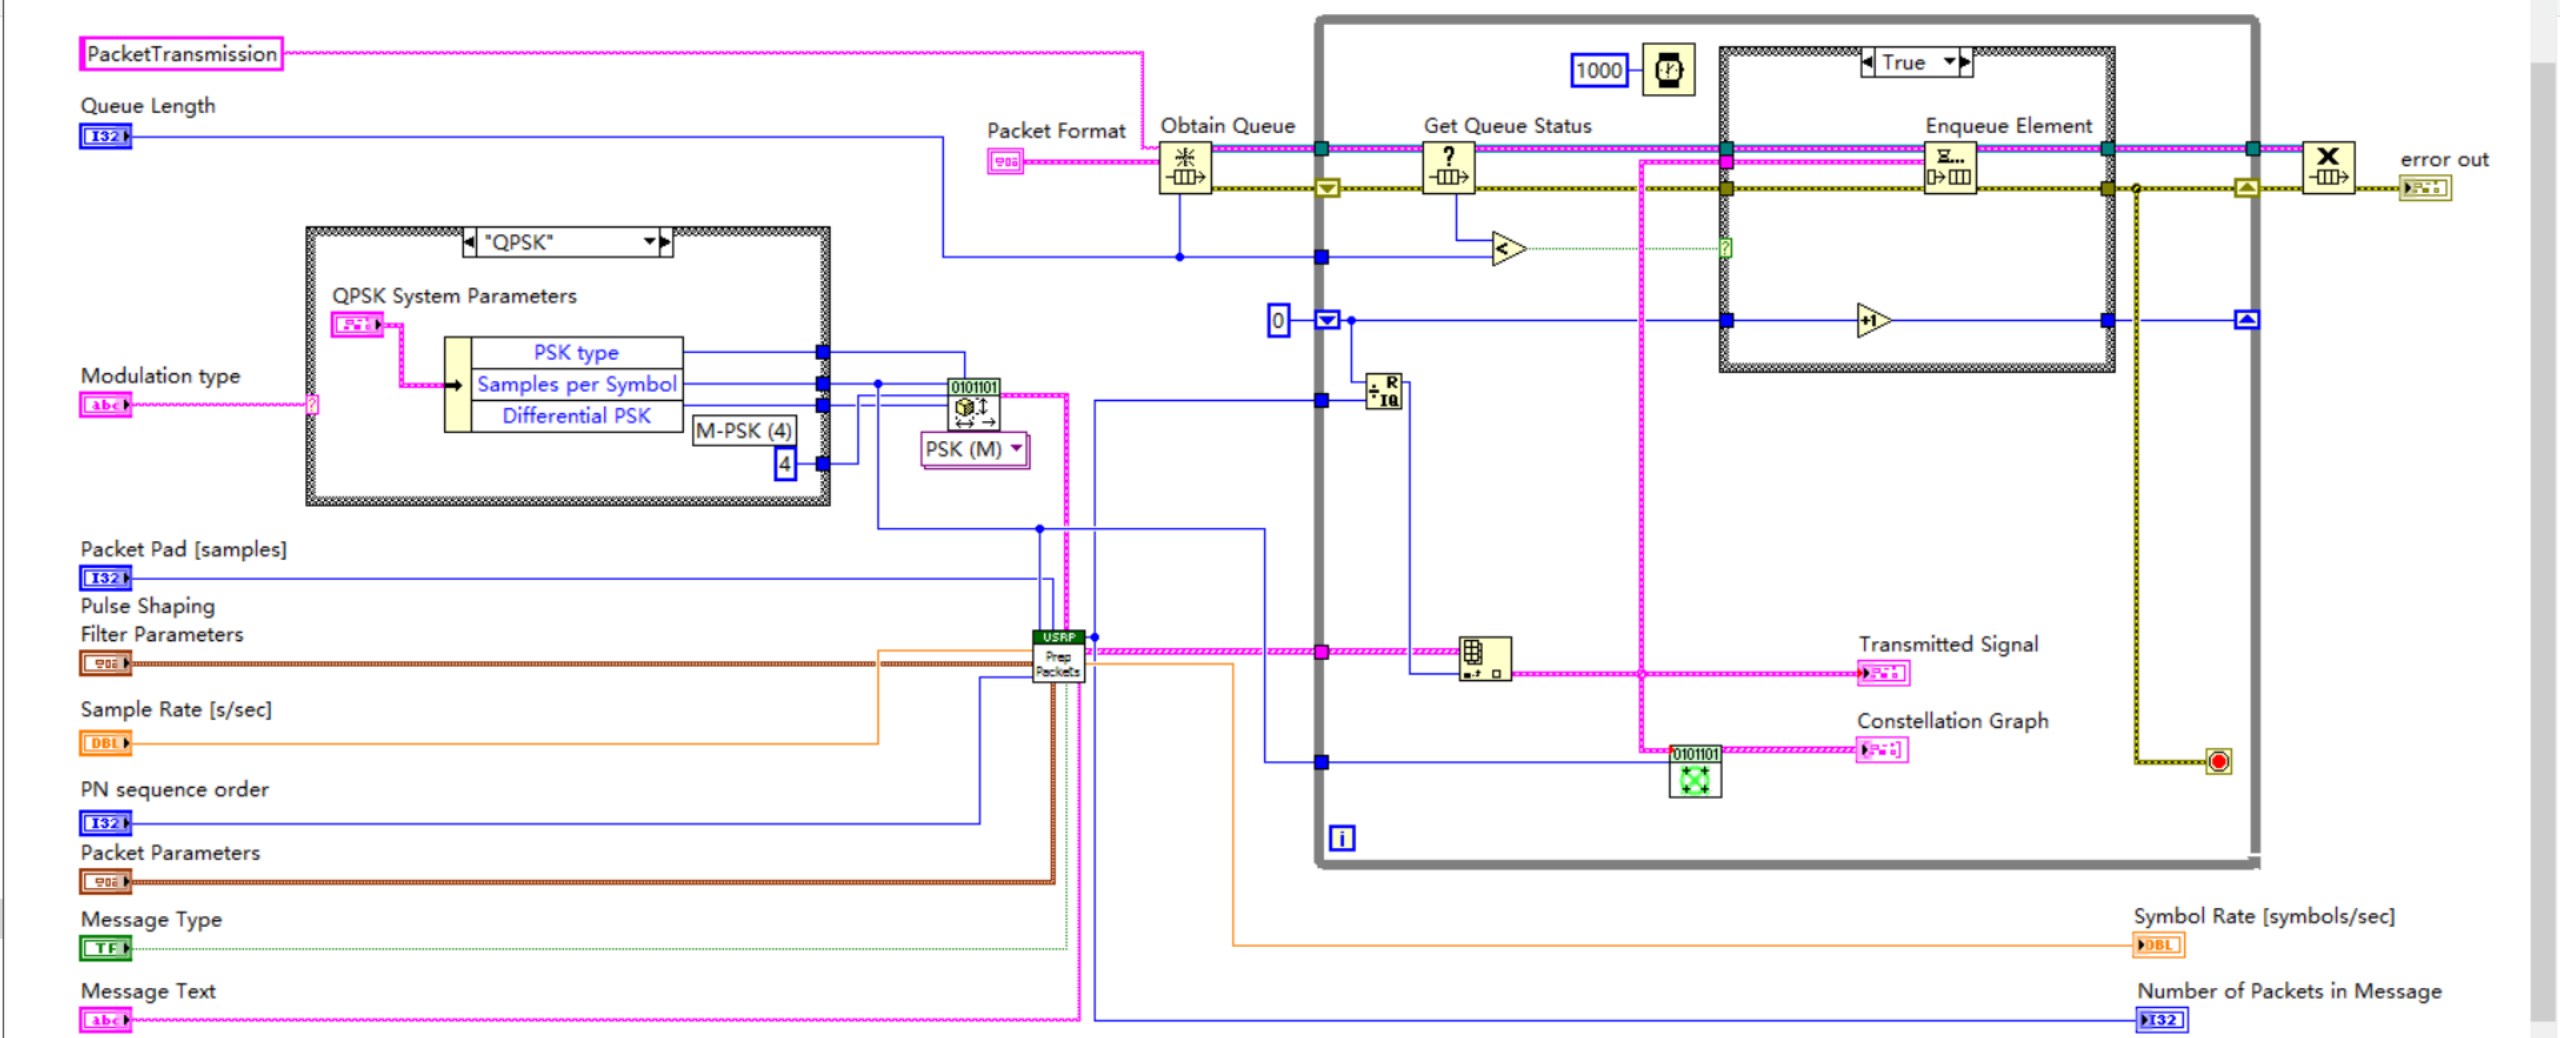 PacketTransmission
Queue Length
I32
Packet Format
Obtain Queue
1000
Get Queue Status
?
<
True
Enqueue Element
X
error out
"QPSK"
QPSK System Parameters
PSK type
Samples per Symbol
Differential PSK
M-PSK (4)
4
?
Modulation type
abc
0101101
PSK (M)
0
?
+1
R
IQ
Packet Pad [samples]
I32
Pulse Shaping
Filter Parameters
Sample Rate [s/sec]
DBL
PN sequence order
I32
Packet Parameters
Message Type
TF
Message Text
abc
USRP
Prep
Packets
Transmitted Signal
Constellation Graph
0101101
i
Symbol Rate [symbols/sec]
DBL
Number of Packets in Message
I32